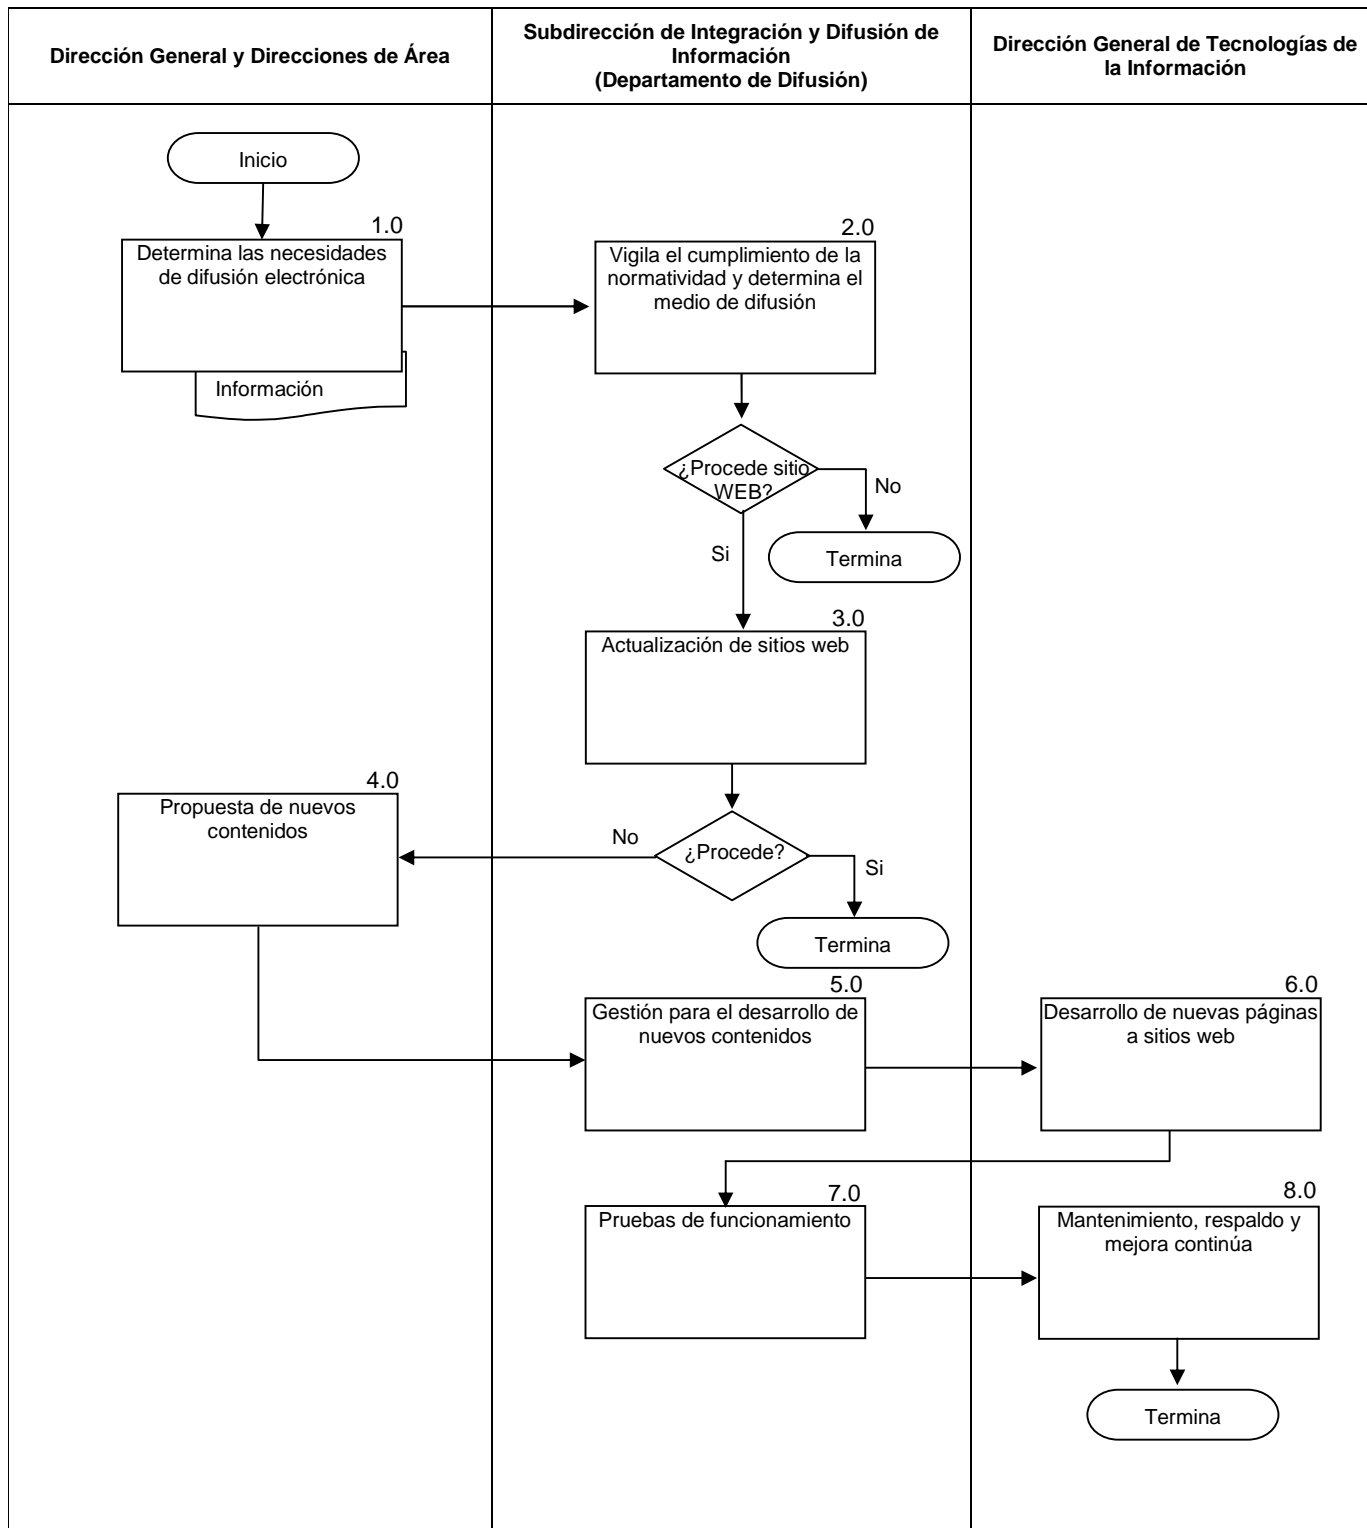 Dirección General y Direcciones de Área
Subdirección de Integración y Difusión de
Información
(Departamento de Difusión)
Dirección General de Tecnologías de
la Información
Inicio
1.0
Determina las necesidades
de difusión electrónica
Información
2.0
Vigila el cumplimiento de la
normatividad y determina el
medio de difusión
¿Procede sitio
WEB?
No
Termina
Si
3.0
Actualización de sitios web
¿Procede?
No
Si
Termina
4.0
Propuesta de nuevos
contenidos
5.0
Gestión para el desarrollo de
nuevos contenidos
6.0
Desarrollo de nuevas páginas
a sitios web
7.0
Pruebas de funcionamiento
8.0
Mantenimiento, respaldo y
mejora continúa
Termina